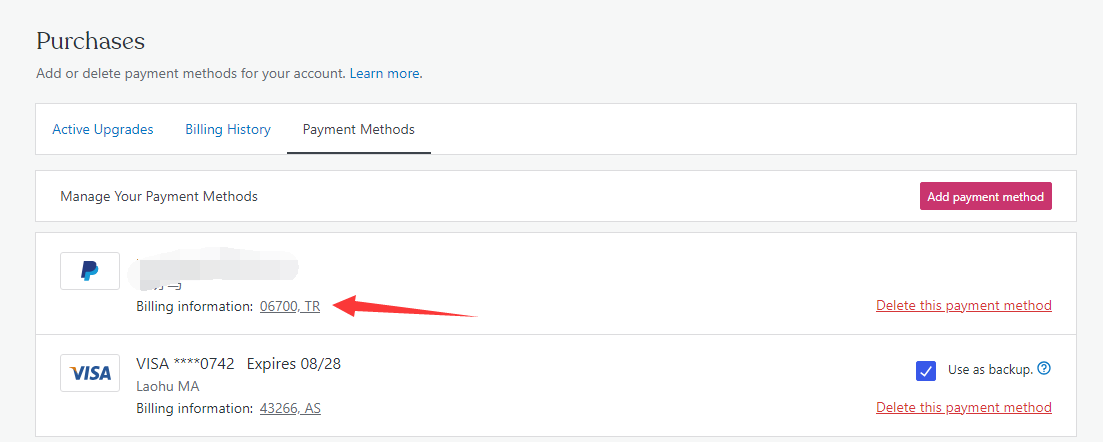 Purchases
Add or delete payment methods for your account. Learn more.
Active Upgrades Billing History Payment Methods
Manage Your Payment Methods Add payment method
Billing information: 06700, TR Delete this payment method
VISA VISA ****0742 Expires 08/28
Use as backup.
Laohu MA
Billing information: 43266, AS Delete this payment method